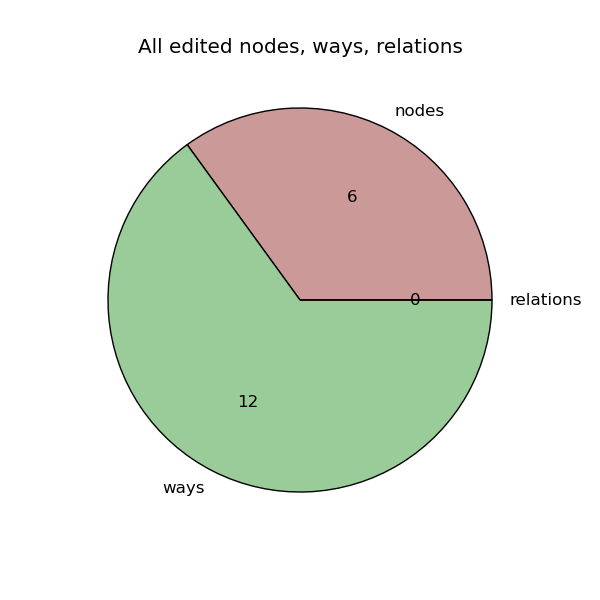 All edited nodes, ways, relations
nodes
6
0
relations
12
ways